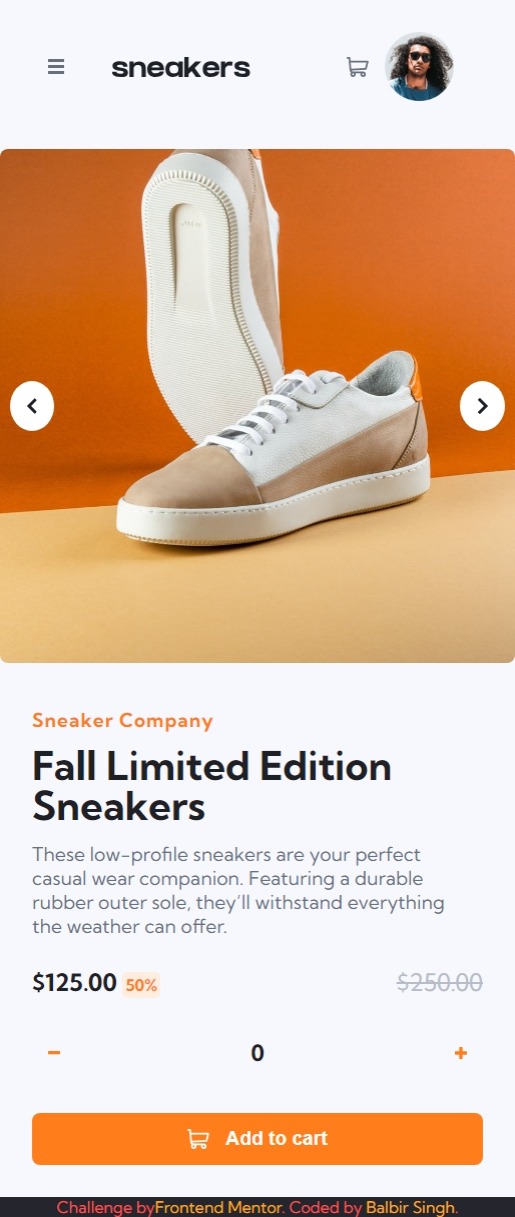 sneakers
Sneaker Company
Fall Limited Edition
Sneakers
These low-profile sneakers are your perfect
casual wear companion. Featuring a durable
rubber outer sole, they’ll withstand everything
the weather can offer.
$125.00 50% $250.00
0
Add to cart
Challenge byFrontend Mentor. Coded by Balbir Singh.